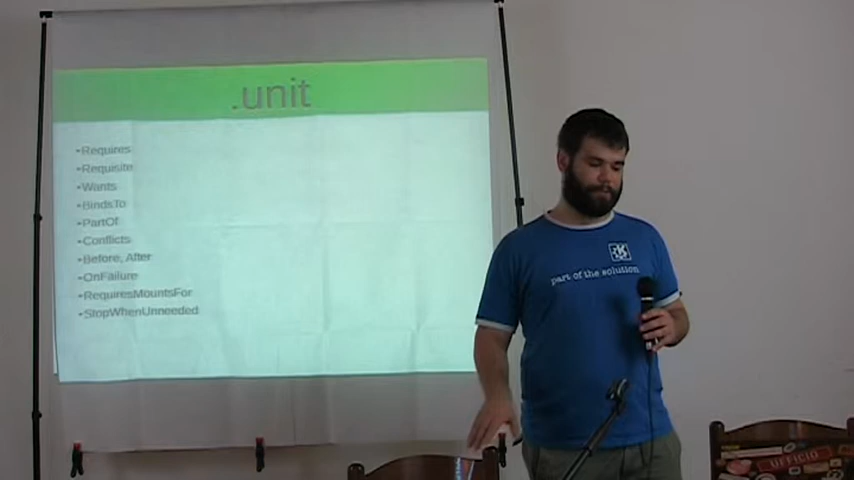 .unit
•Requires
•Requisite
•Wants
•BindsTo
•PartOf
•Conflicts
•Before, After
•OnFailure
•RequiresMountsFor
•StopWhenUnneeded
K
part of the solution
UFFICIO